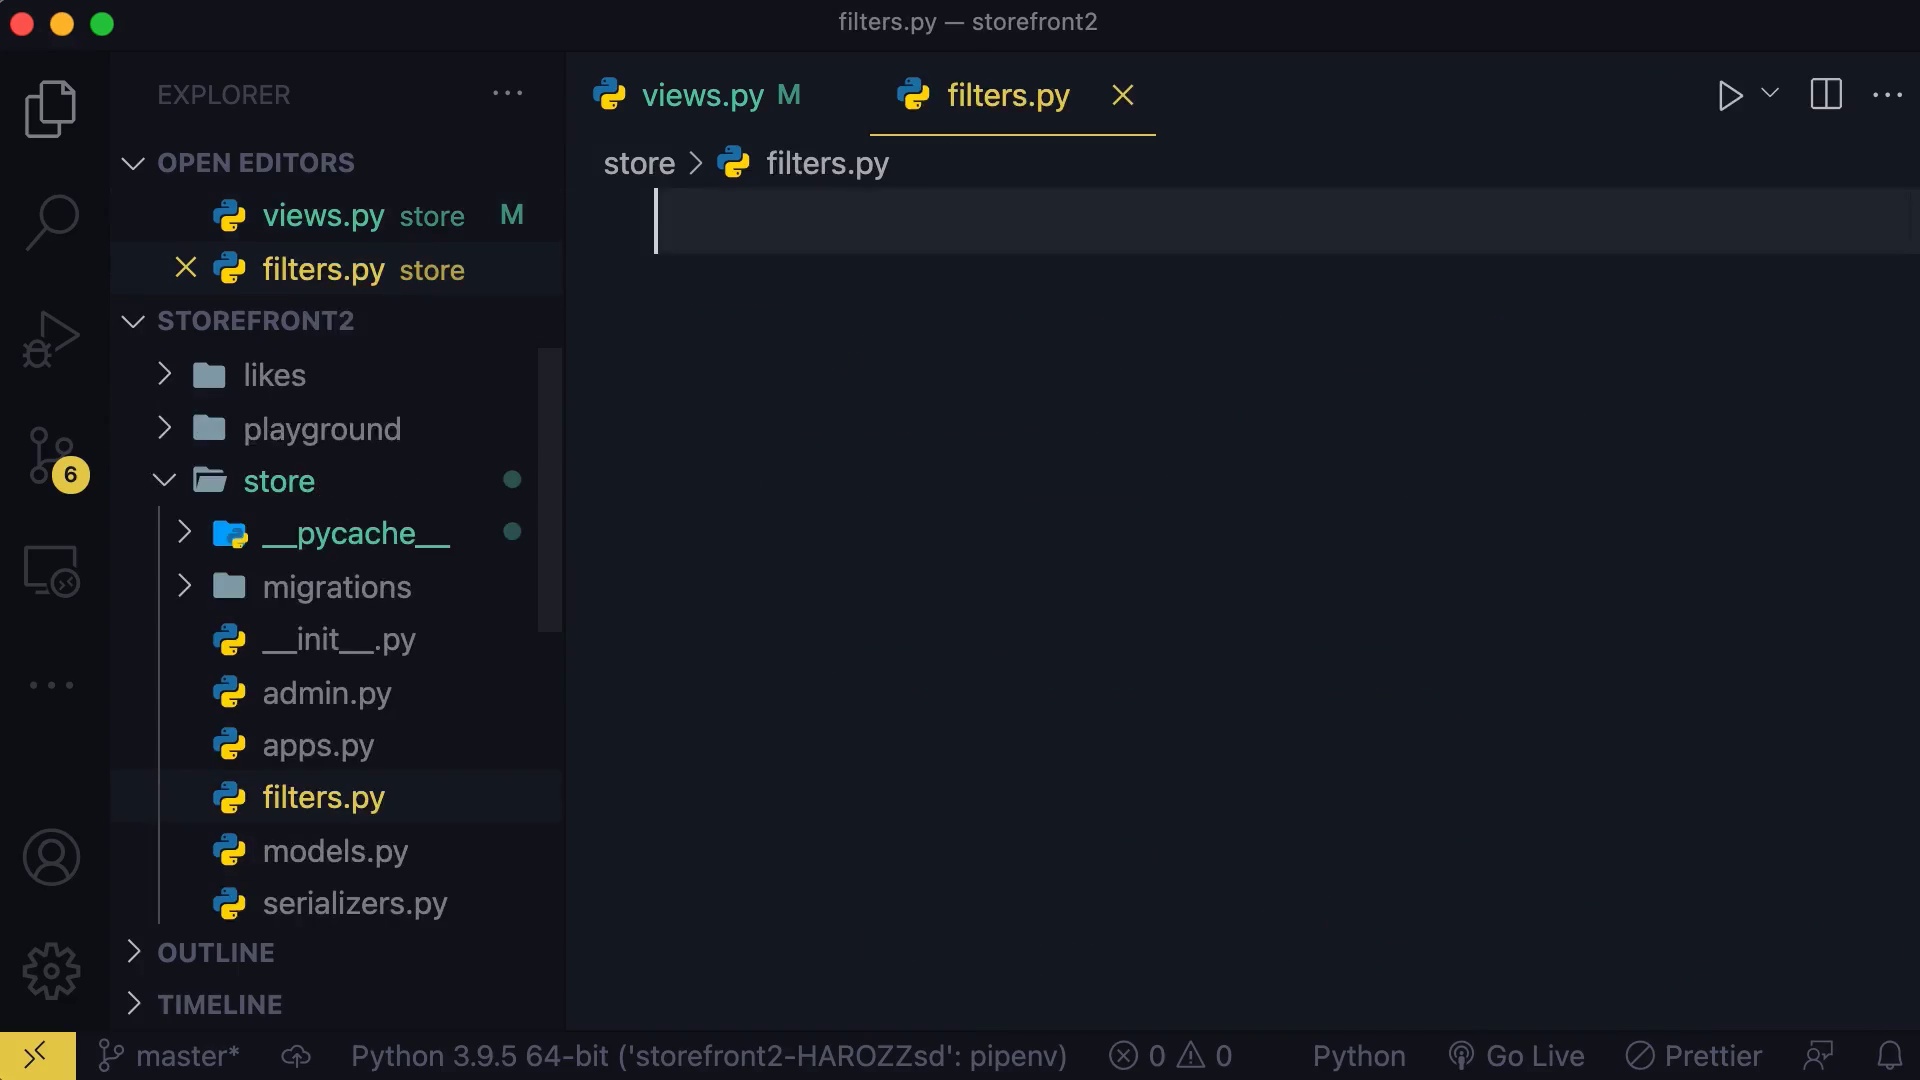 filters.py — storefront2
EXPLORER
views.py M
filters.py
OPEN EDITORS
store > filters.py
views.py store M
filters.py store
STOREFRONT2
likes
playground
store
__pycache__
migrations
__init__.py
admin.py
apps.py
filters.py
models.py
serializers.py
OUTLINE
TIMELINE
6
master* Python 3.9.5 64-bit ('storefront2-HAROZZsd': pipenv) 0 0 Python Go Live Prettier